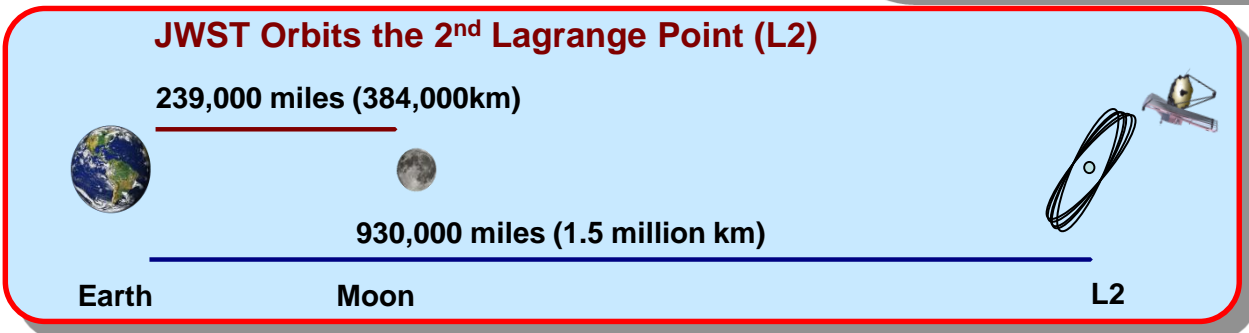 JWST Orbits the 2nd Lagrange Point (L2)
239,000 miles (384,000km)
930,000 miles (1.5 million km)
Earth Moon L2